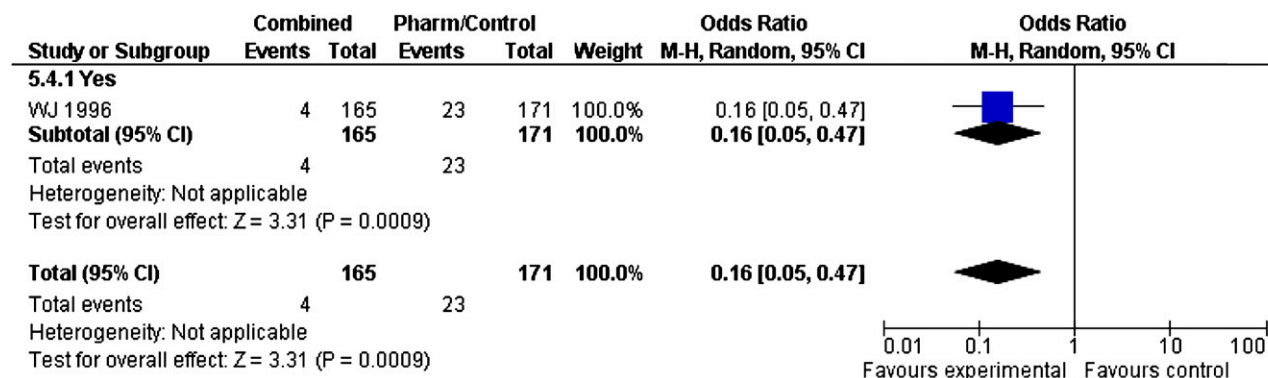 Combined Pharm/Control Odds Ratio Odds Ratio
Study or Subgroup Events Total Events Total Weight M-H, Random, 95% CI M-H, Random, 95% CI
5.4.1 Yes
WJ 1996 4 165 23 171 100.0% 0.16 [0.05, 0.47]
Subtotal (95% CI) 165 171 100.0% 0.16 [0.05, 0.47]
Total events 4 23
Heterogeneity: Not applicable
Test for overall effect: Z = 3.31 (P = 0.0009)
Total (95% CI) 165 171 100.0% 0.16 [0.05, 0.47]
Total events 4 23
Heterogeneity: Not applicable
Test for overall effect: Z = 3.31 (P = 0.0009)
0.01 0.1 1 10 100
Favours experimental Favours control